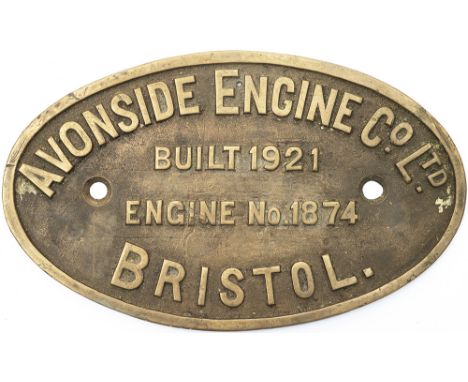 AVONSIDE ENGINE CO. LTD
BUILT 1921
ENGINE No. 1874
BRISTOL.